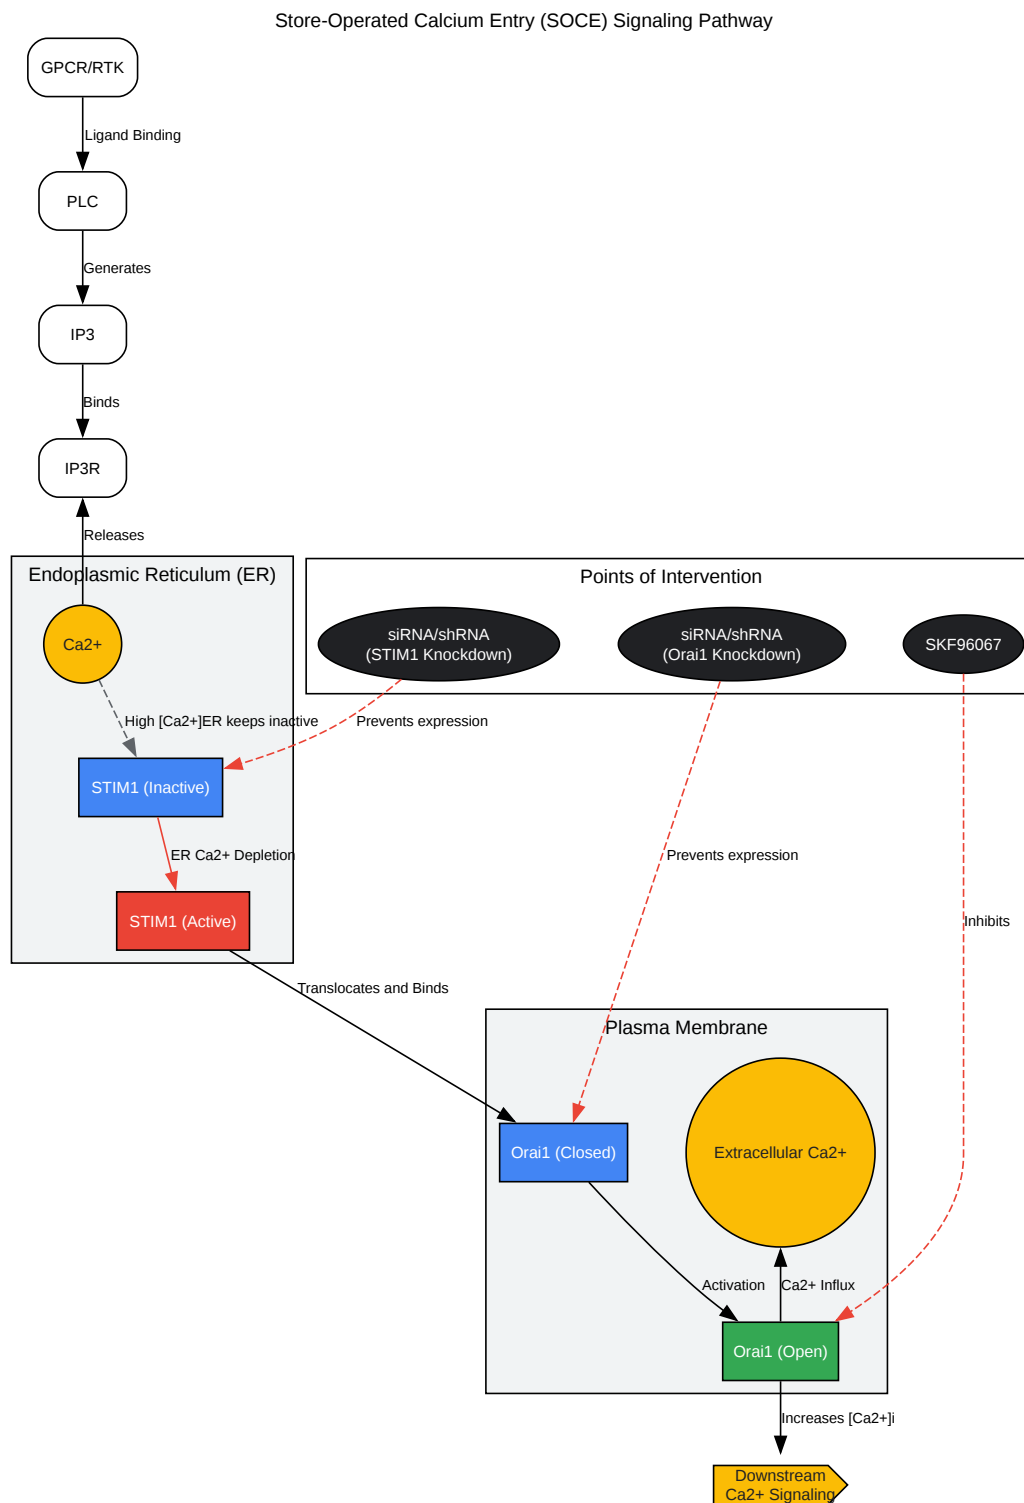 Store-Operated Calcium Entry (SOCE) Signaling Pathway
GPCR/RTK
Ligand Binding
PLC
Generates
IP3
Binds
IP3R
Releases
Endoplasmic Reticulum (ER)
Points of Intervention
Ca2+
siRNA/shRNA
(STIM1 Knockdown)
siRNA/shRNA
(Orai1 Knockdown)
SKF96067
High [Ca2+]ER keeps inactive
Prevents expression
STIM1 (Inactive)
ER Ca2+ Depletion
Prevents expression
STIM1 (Active)
Inhibits
Translocates and Binds
Plasma Membrane
Orai1 (Closed)
Extracellular Ca2+
Activation
Ca2+ Influx
Orai1 (Open)
Increases [Ca2+]i
Downstream
Ca2+ Signaling